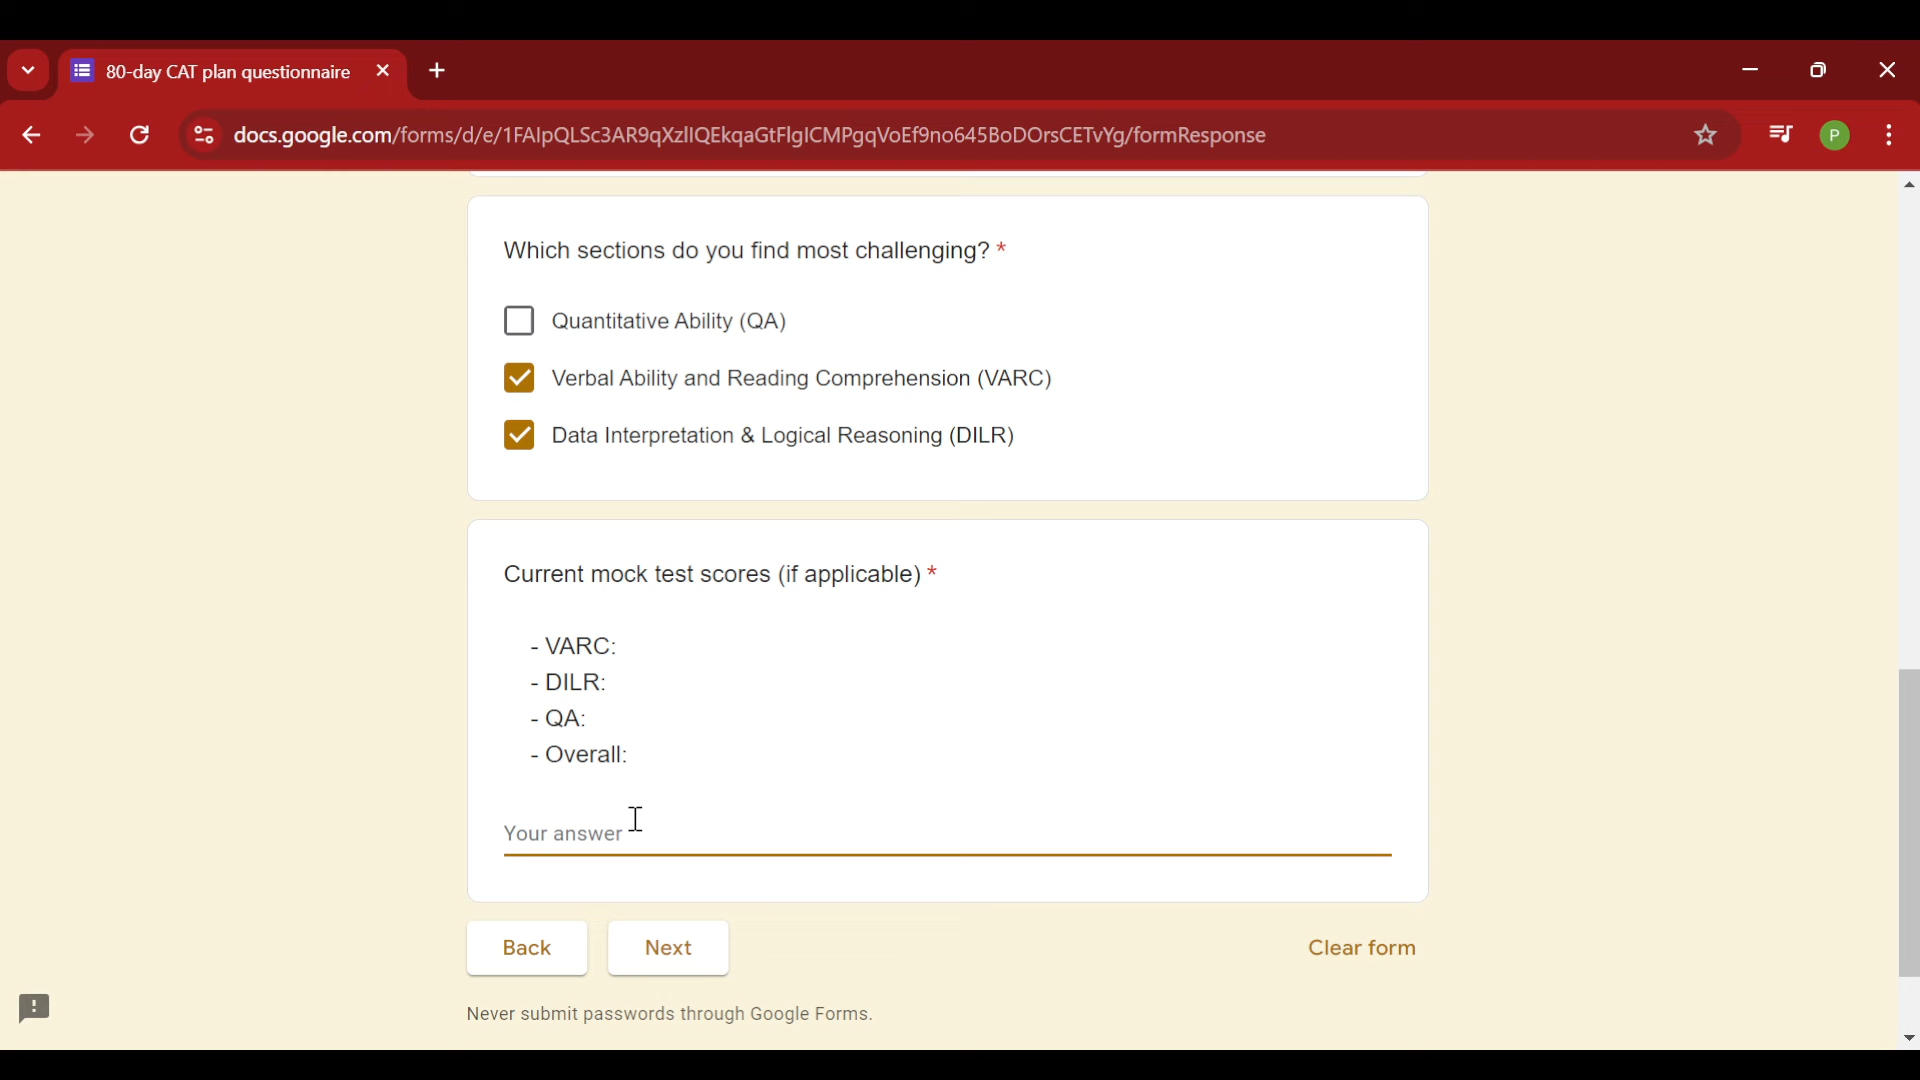 80-day CAT plan questionnaire
docs.google.com/forms/d/e/1FAIpQLSc3AR9qXzlIQEkqaGtFlgICMPgqVoEf9no645BoDOrsCETvYg/formResponse
P
Which sections do you find most challenging? *
Quantitative Ability (QA)
Verbal Ability and Reading Comprehension (VARC)
Data Interpretation & Logical Reasoning (DILR)
Current mock test scores (if applicable) *
- VARC:
- DILR:
- QA:
- Overall:
Your answer
Back Next Clear form
Never submit passwords through Google Forms.